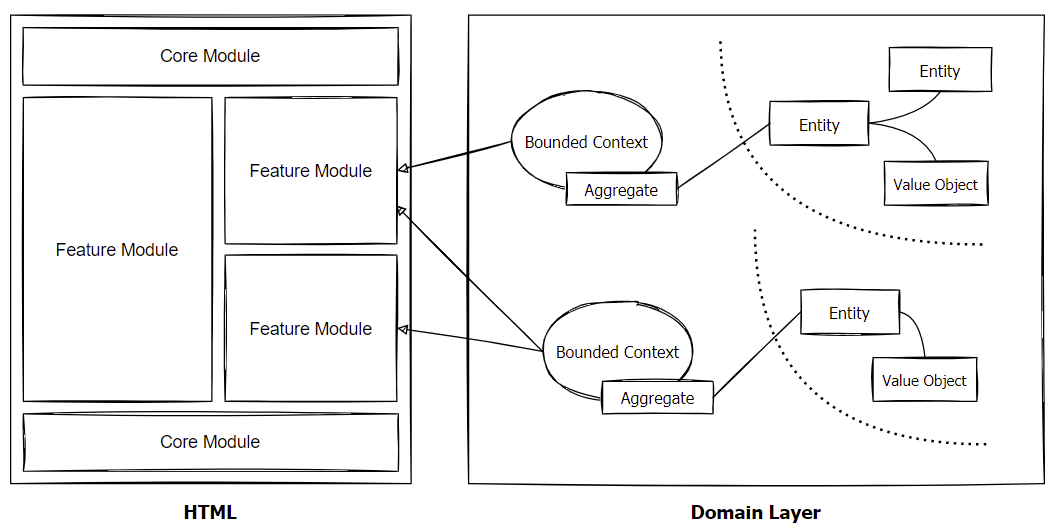 Core Module
Feature Module
Feature Module
Feature Module
Core Module
HTML
Bounded Context
Aggregate
Entity
Entity
Value Object
Bounded Context
Aggregate
Entity
Value Object
Domain Layer